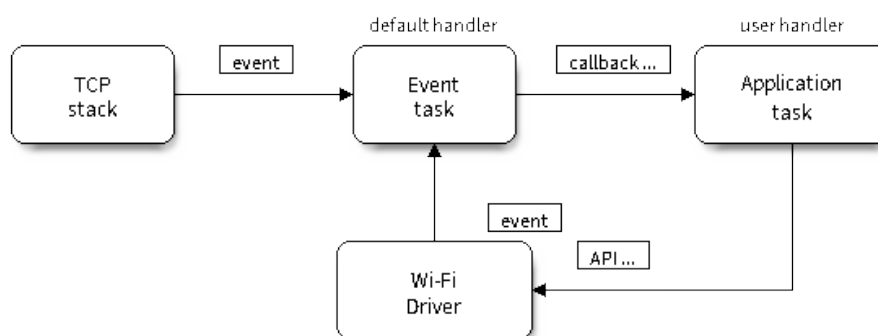 default handler
user handler
event
callback...
TCP
stack
Event
task
Application
task
event
API...
Wi-Fi
Driver